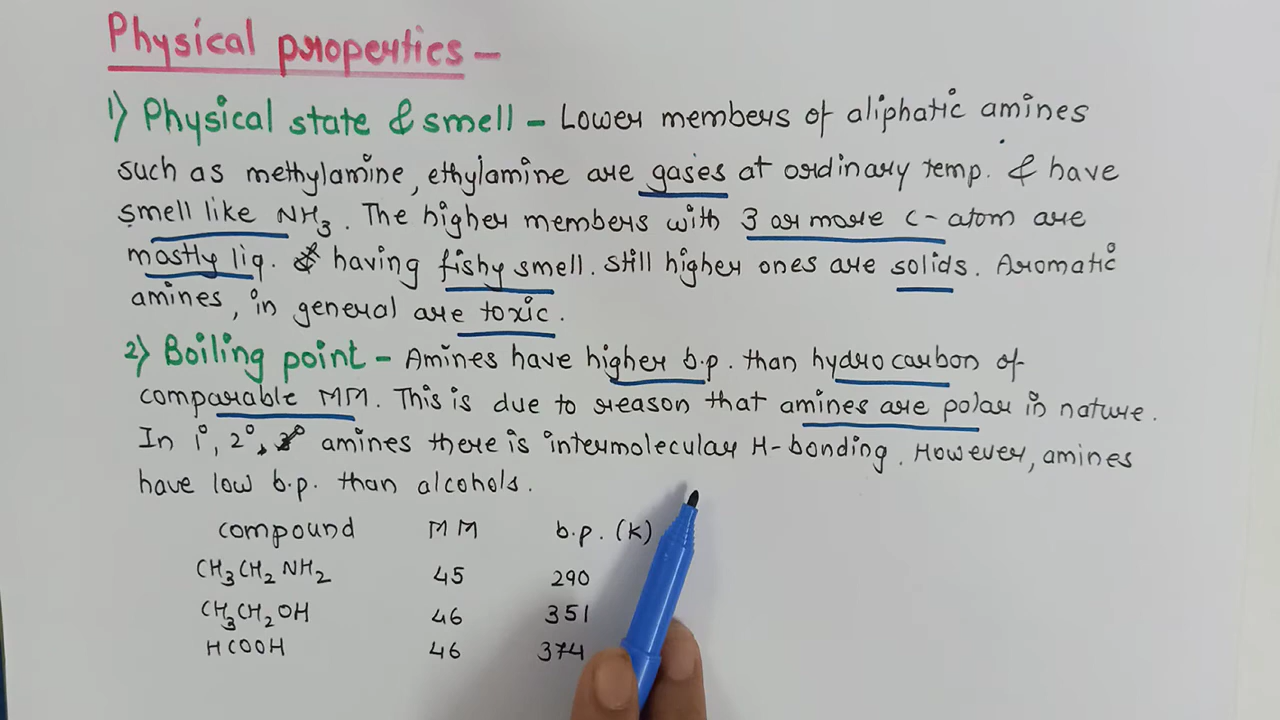 Physical properties -
1) Physical state & smell - Lower members of aliphatic amines
such as methylamine, ethylamine are gases at ordinary temp. & have
smell like NH3. The higher members with 3 or more C-atom are
mostly liq. & having fishy smell. still higher ones are solids. Aromatic
amines, in general are toxic.
2) Boiling point - Amines have higher b.p. than hydrocarbon of
comparable MM. This is due to reason that amines are polar in nature.
In 1°, 2°, 3° amines there is intermolecular H-bonding. However, amines
have low b.p. than alcohols.
compound MM b.p. (K)
CH3CH2NH2 45 290
CH3CH2OH 46 351
HCOOH 46 374